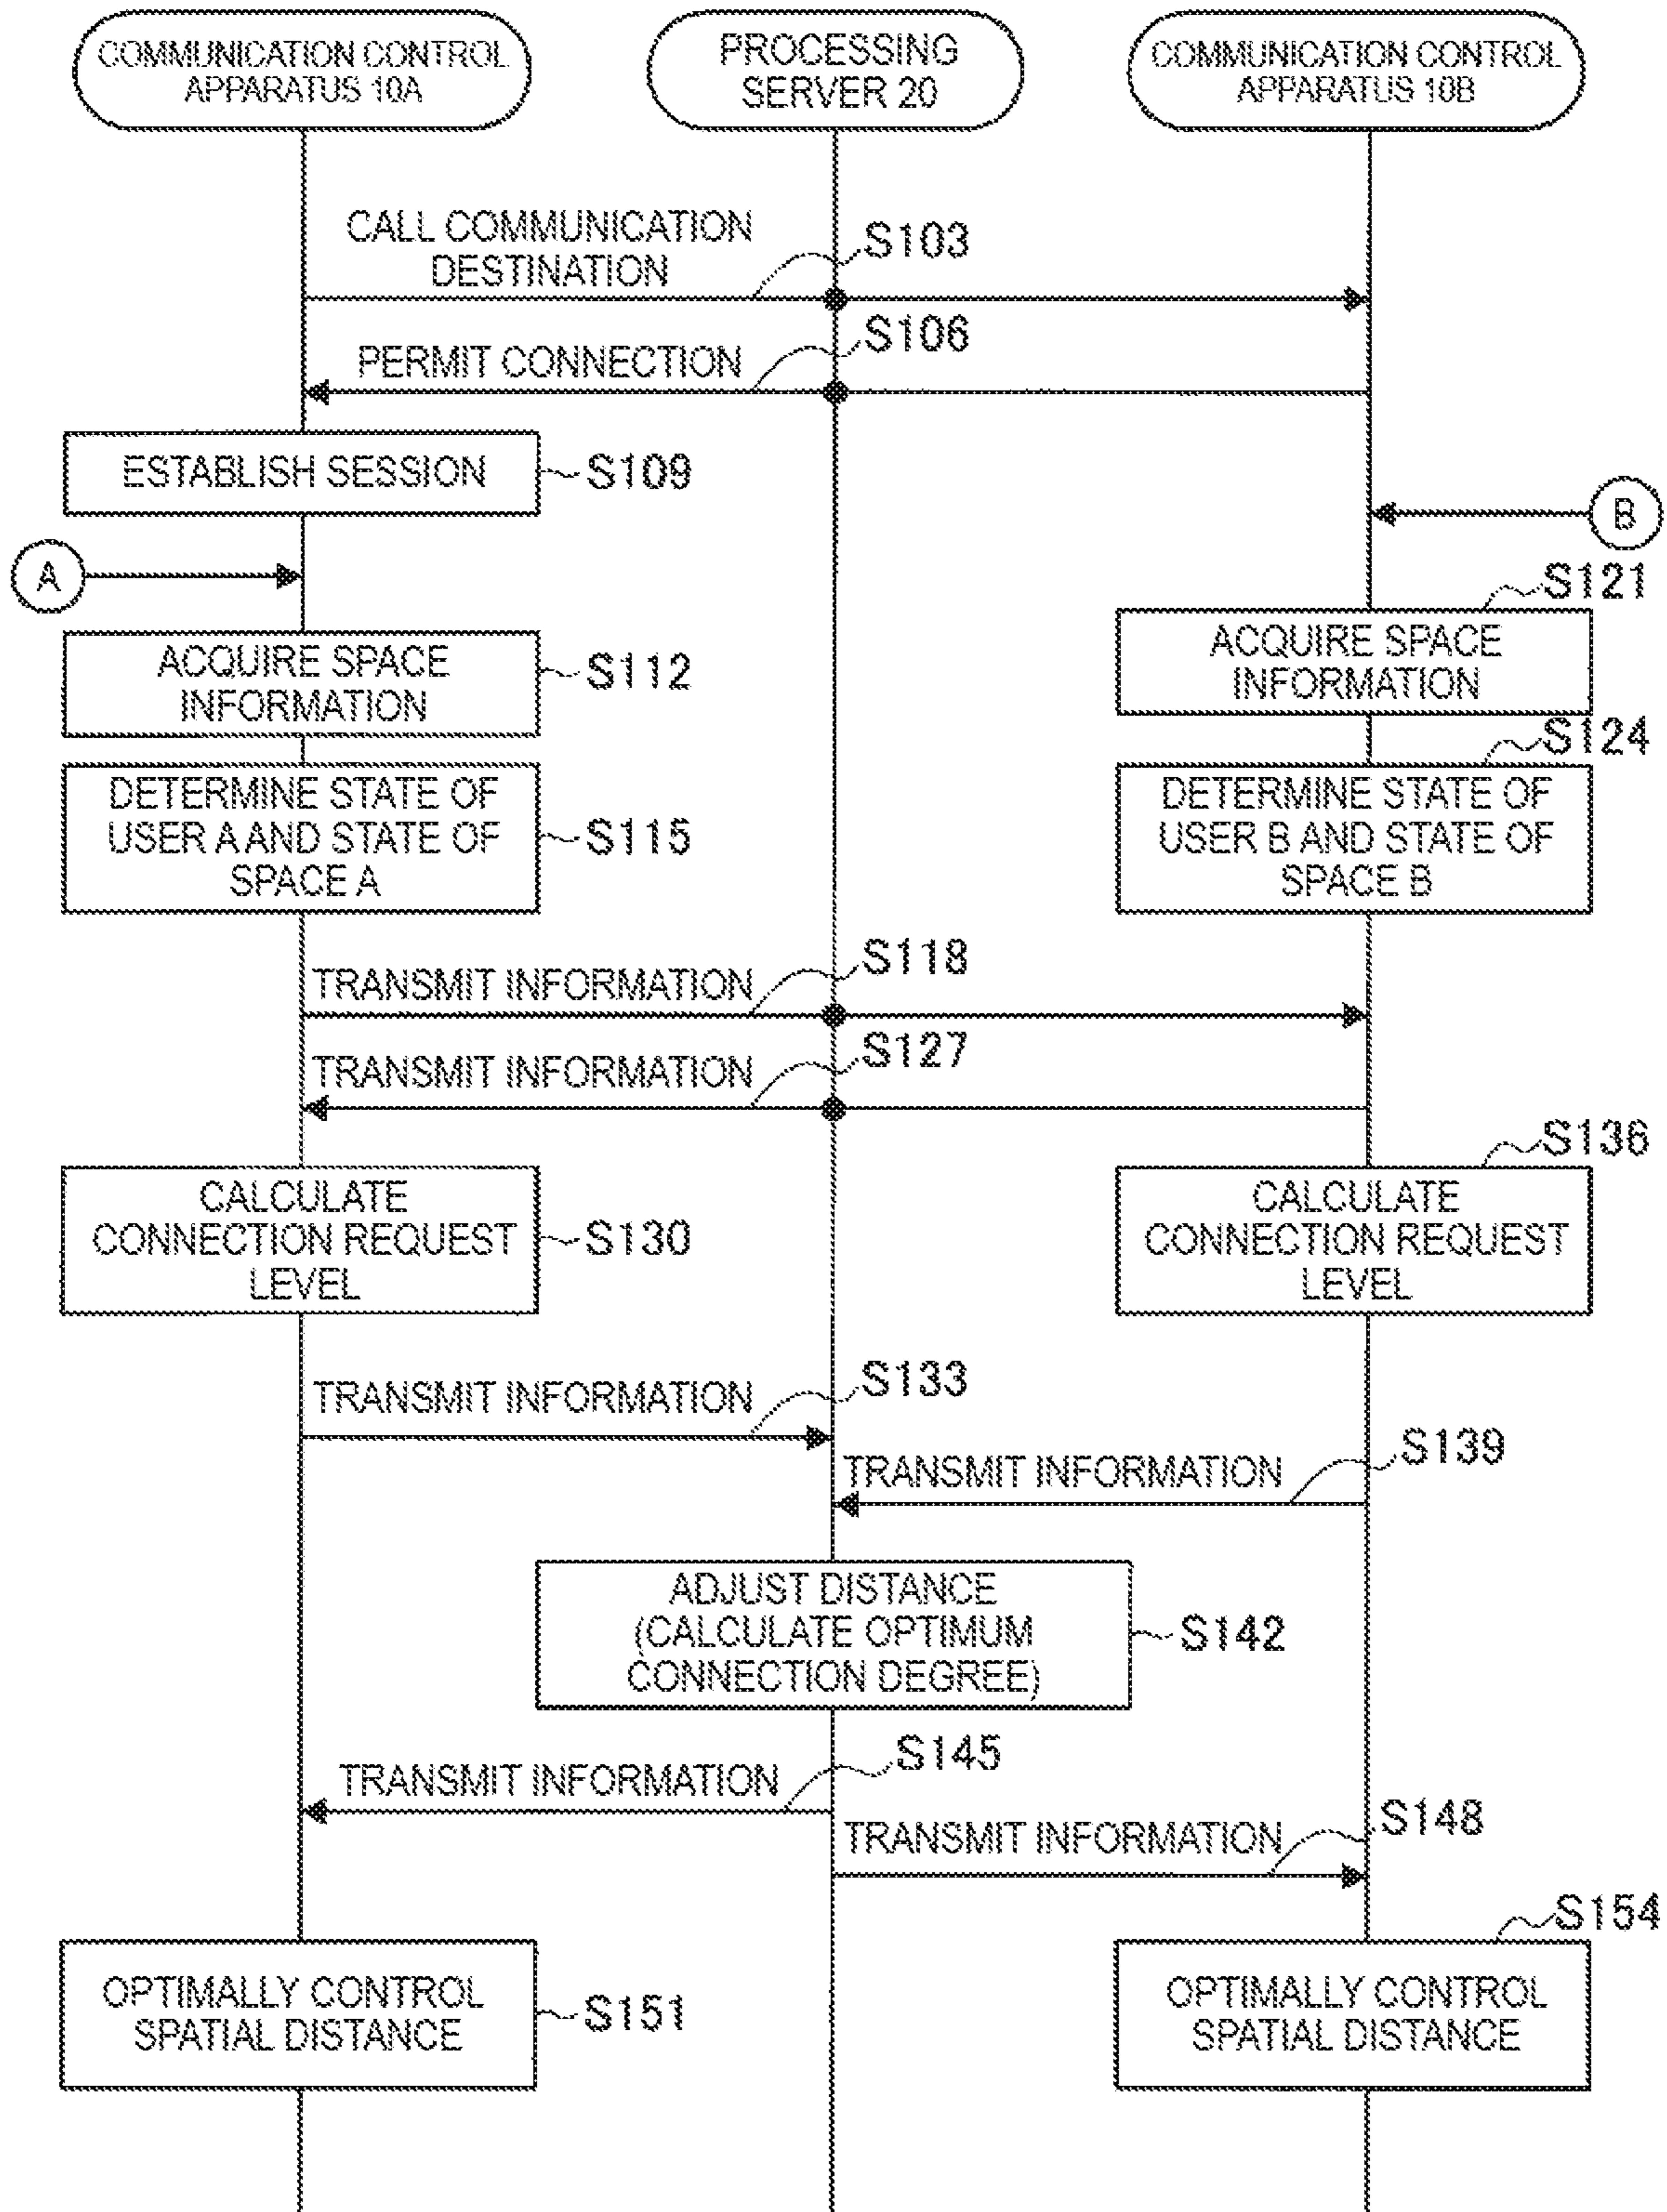 COMMUNICATION CONTROL
APPARATUS 10A
PROCESSING
SERVER 20
COMMUNICATION CONTROL
APPARATUS 10B
CALL COMMUNICATION
DESTINATION
S103
PERMIT CONNECTION
S106
ESTABLISH SESSION
S109
B
A
S121
ACQUIRE SPACE
INFORMATION
S112
ACQUIRE SPACE
INFORMATION
S124
DETERMINE STATE OF
USER A AND STATE OF
SPACE A
S115
DETERMINE STATE OF
USER B AND STATE OF
SPACE B
TRANSMIT INFORMATION
S118
TRANSMIT INFORMATION
S127
S136
CALCULATE
CONNECTION REQUEST
LEVEL
S130
CALCULATE
CONNECTION REQUEST
LEVEL
TRANSMIT INFORMATION
S133
TRANSMIT INFORMATION
S139
ADJUST DISTANCE
(CALCULATE OPTIMUM
CONNECTION DEGREE)
S142
TRANSMIT INFORMATION
S145
TRANSMIT INFORMATION
S148
S154
OPTIMALLY CONTROL
SPATIAL DISTANCE
S151
OPTIMALLY CONTROL
SPATIAL DISTANCE